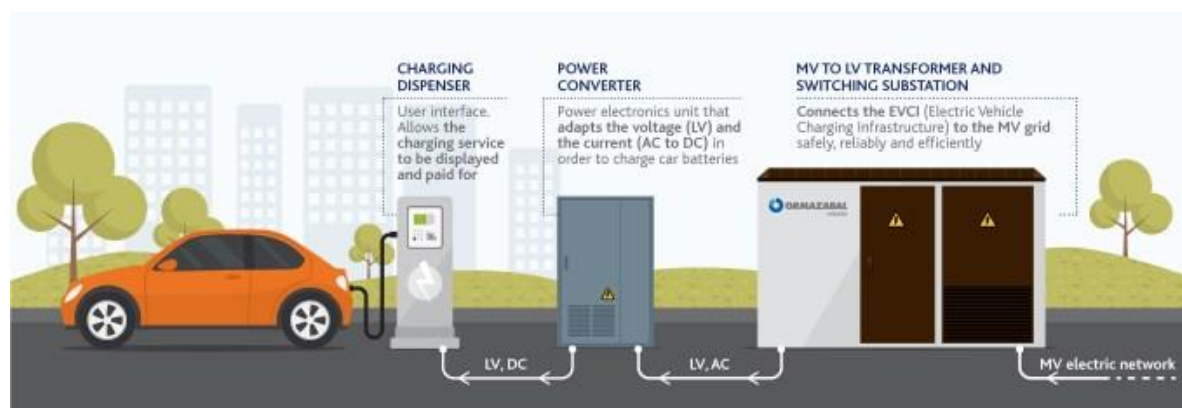 CHARGING
DISPENSER
User interface.
Allows the
charging service
to be displayed
and paid for
POWER
CONVERTER
Power electronics unit that
adapts the voltage (LV) and
the current (AC to DC) in
order to charge car batteries
MV TO LV TRANSFORMER AND
SWITCHING SUBSTATION
Connects the EVCI (Electric Vehicle
Charging Infrastructure) to the MV grid
safely, reliably and efficiently
ORMAZABAL
LV, DC
LV, AC
MV electric network